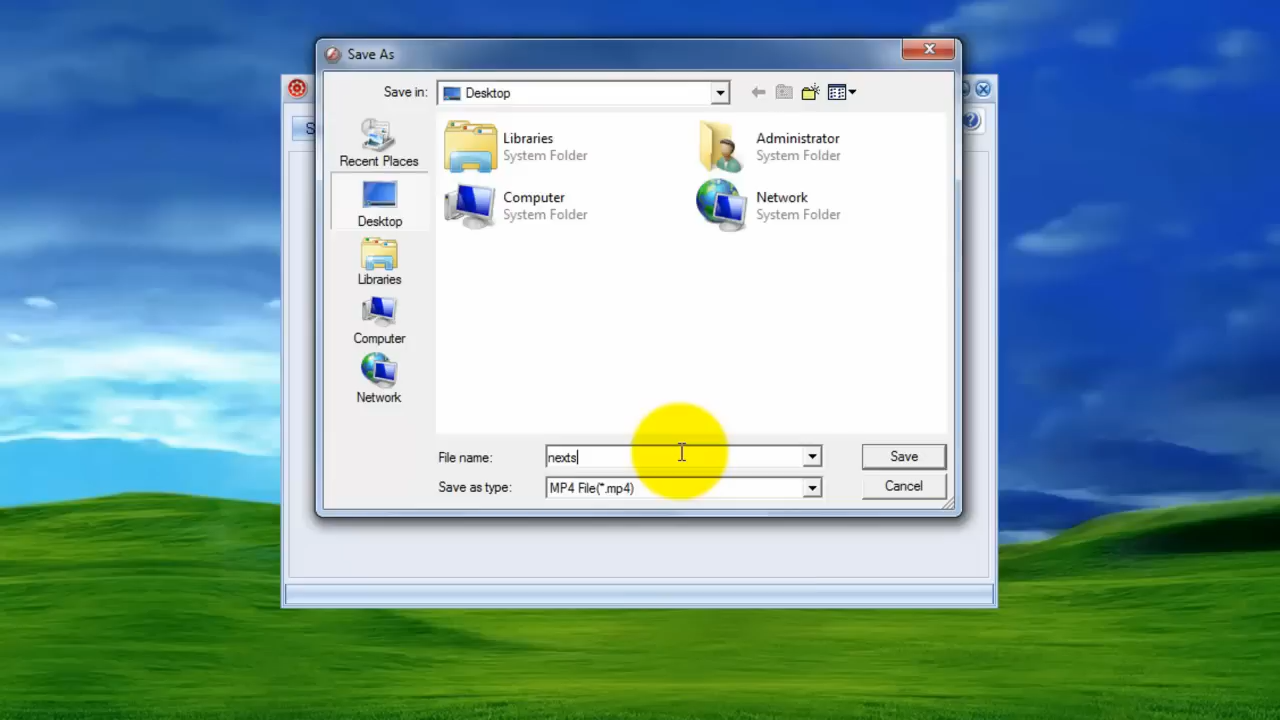 Save As
Save in:
Desktop
Recent Places
Desktop
Libraries
Computer
Network
Libraries
System Folder
Administrator
System Folder
Computer
System Folder
Network
System Folder
File name:
nexts
Save
Save as type:
MP4 File(*.mp4)
Cancel
S